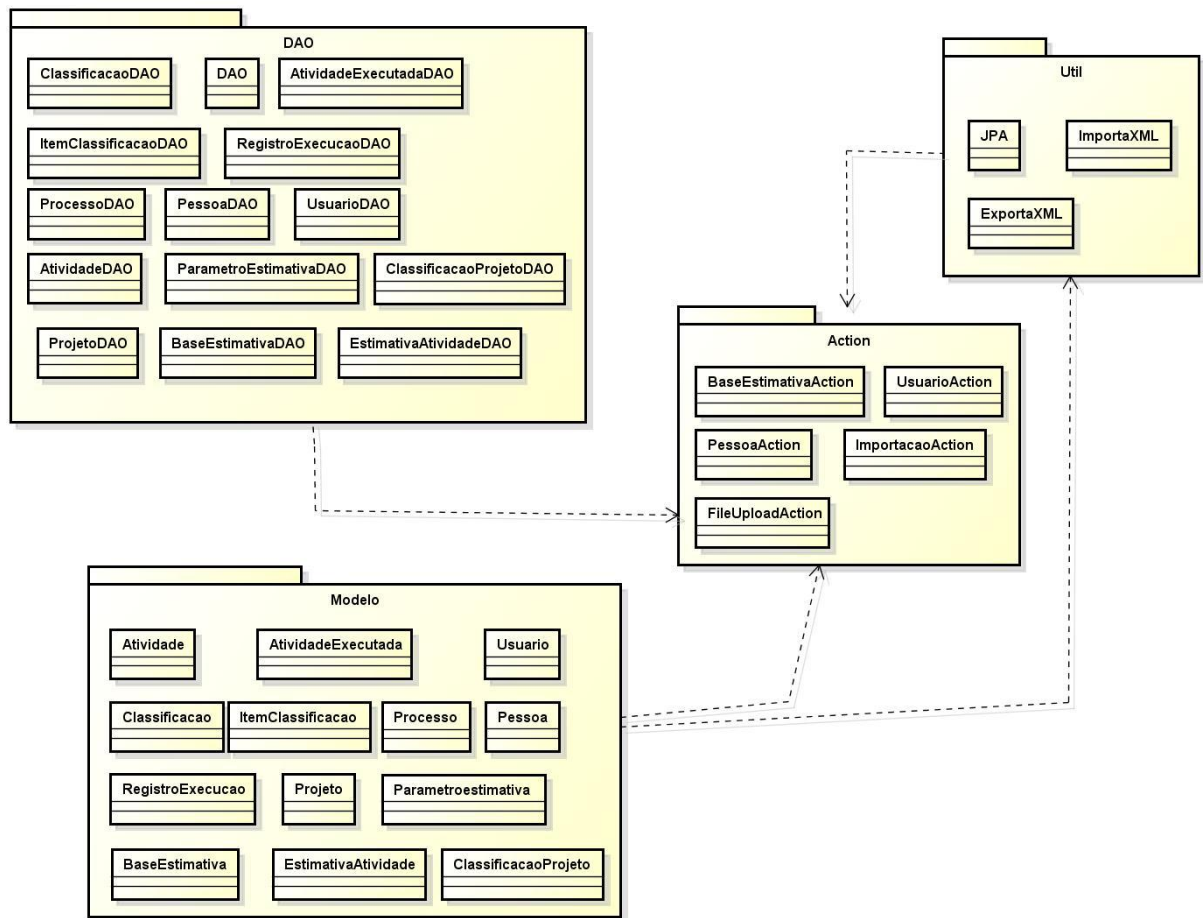 DAO
ClassificacaoDAO
DAO
AtividadeExecutadaDAO
ItemClassificacaoDAO
RegistroExecucaoDAO
ProcessoDAO
PessoaDAO
UsuarioDAO
AtividadeDAO
ParametroEstimativaDAO
ClassificacaoProjetoDAO
ProjetoDAO
BaseEstimativaDAO
EstimativaAtividadeDAO
Util
JPA
ImportaXML
ExportaXML
Action
BaseEstimativaAction
UsuarioAction
PessoaAction
ImportacaoAction
FileUploadAction
Modelo
Atividade
AtividadeExecutada
Usuario
Classificacao
ItemClassificacao
Processo
Pessoa
RegistroExecucao
Projeto
Parametroestimativa
BaseEstimativa
EstimativaAtividade
ClassificacaoProjeto